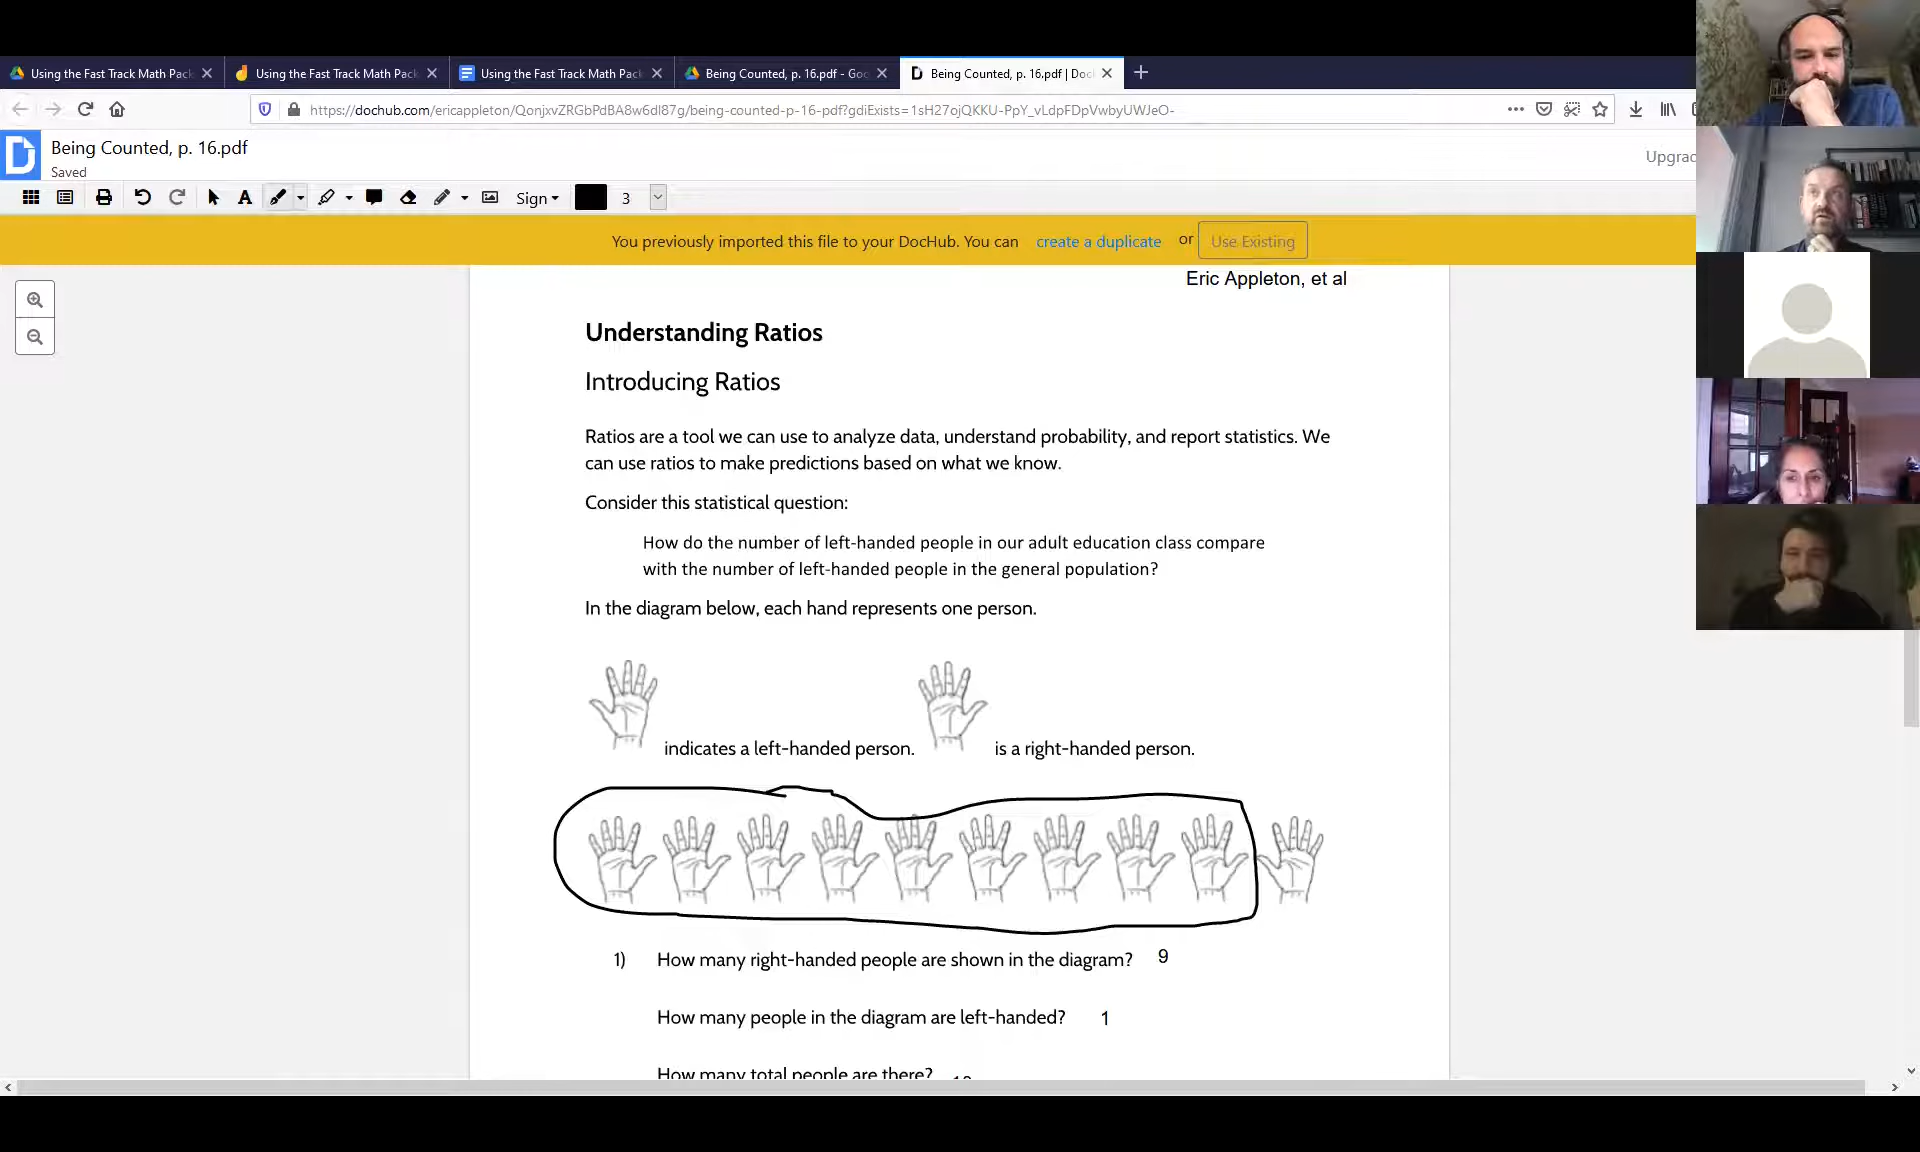 Using the Fast Track Math Pack
Using the Fast Track Math Pack
Using the Fast Track Math Pack
Being Counted, p. 16.pdf - Goo
Being Counted, p. 16.pdf | Doc
https://dochub.com/ericappleton/QonjxvZRGbPdBA8w6dl87g/being-counted-p-16-pdf?gdiExists=1sH27ojQKKU-PpY_vLdpFDpVwbyUWJeO-
Being Counted, p. 16.pdf
Saved
Upgrac
A
Sign
3
You previously imported this file to your DocHub. You can create a duplicate or Use Existing
Eric Appleton, et al
Understanding Ratios
Introducing Ratios
Ratios are a tool we can use to analyze data, understand probability, and report statistics. We
can use ratios to make predictions based on what we know.
Consider this statistical question:
How do the number of left-handed people in our adult education class compare
with the number of left-handed people in the general population?
In the diagram below, each hand represents one person.
indicates a left-handed person. is a right-handed person.
1) How many right-handed people are shown in the diagram? 9
How many people in the diagram are left-handed? 1
How many total people are there?